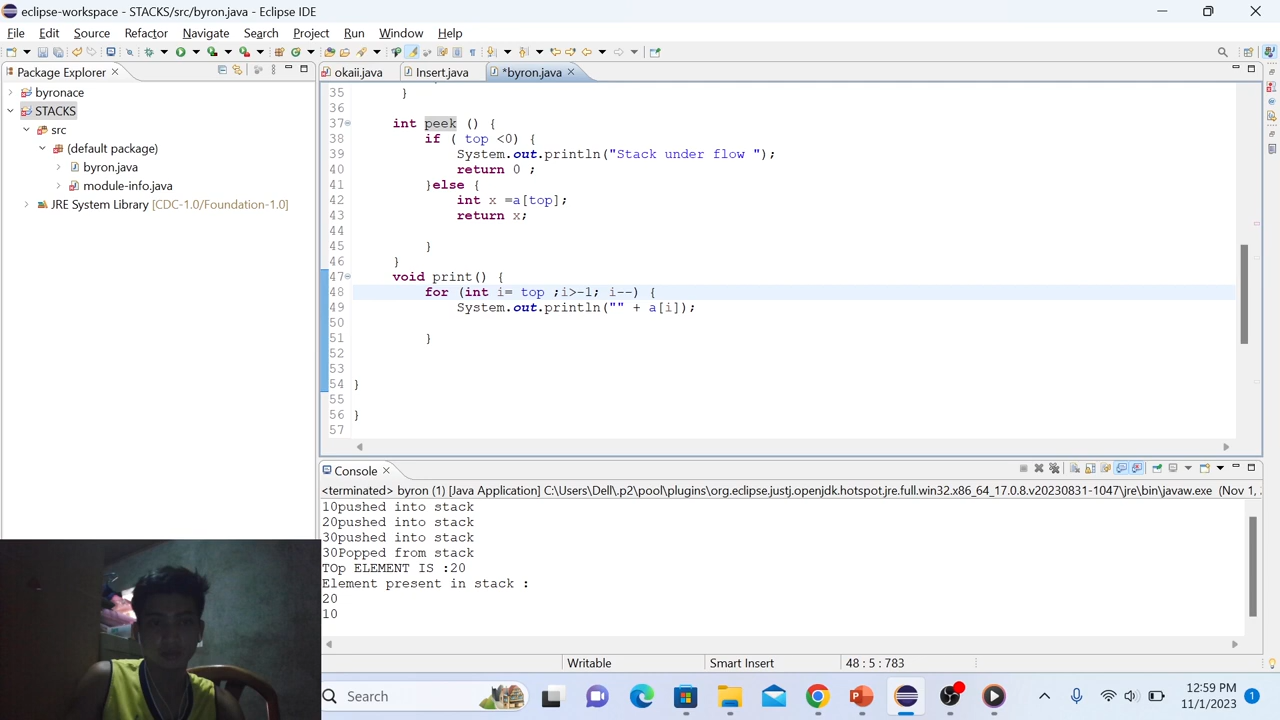 eclipse-workspace - STACKS/src/byron.java - Eclipse IDE
File Edit Source Refactor Navigate Search Project Run Window Help
Package Explorer
okaii.java Insert.java *byron.java
byronace
STACKS
src
(default package)
byron.java
module-info.java
JRE System Library [CDC-1.0/Foundation-1.0]
35 }
36
37 int peek () {
38 if ( top <0) {
39 System.out.println("Stack under flow ");
40 return 0 ;
41 }else {
42 int x =a[top];
43 return x;
44
45 }
46 }
47 void print() {
48 for (int i= top ;i>-1; i--) {
49 System.out.println("" + a[i]);
50
51 }
52
53
54 }
55
56 }
57
Console
<terminated> byron (1) [Java Application] C:\Users\Dell\.p2\pool\plugins\org.eclipse.justj.openjdk.hotspot.jre.full.win32.x86_64_17.0.8.v20230831-1047\jre\bin\javaw.exe (Nov 1,
10pushed into stack
20pushed into stack
30pushed into stack
30Popped from stack
TOp ELEMENT IS :20
Element present in stack :
20
10
Writable Smart Insert 48 : 5 : 783
Search
12:59 PM
11/1/2023
1